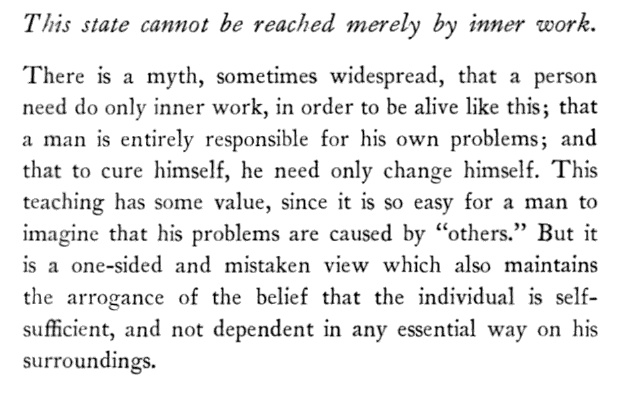 This state cannot be reached merely by inner work.
There is a myth, sometimes widespread, that a person
need do only inner work, in order to be alive like this; that
a man is entirely responsible for his own problems; and
that to cure himself, he need only change himself. This
teaching has some value, since it is so easy for a man to
imagine that his problems are caused by “others.” But it
is a one-sided and mistaken view which also maintains
the arrogance of the belief that the individual is self-
sufficient, and not dependent in any essential way on his
surroundings.